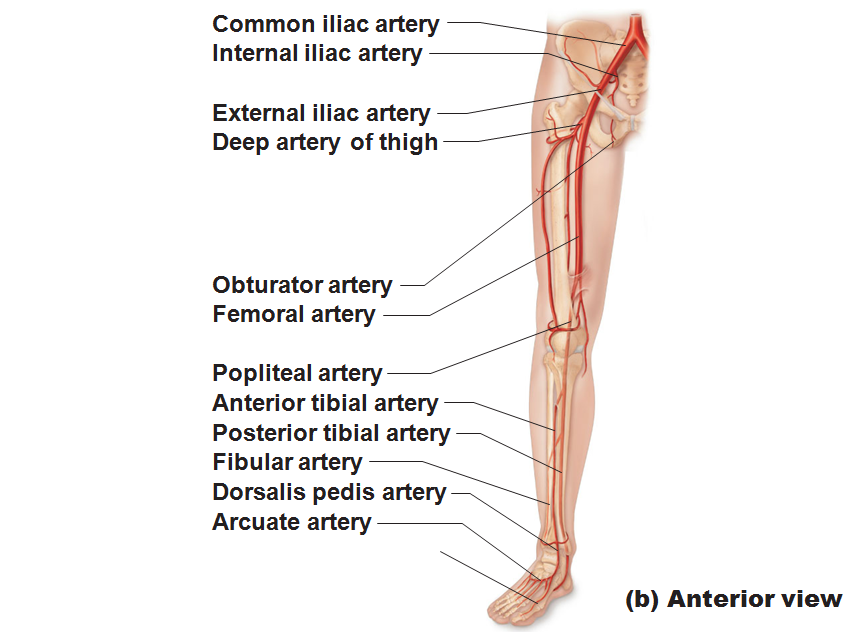 Common iliac artery
Internal iliac artery
External iliac artery
Deep artery of thigh
Obturator artery
Femoral artery
Popliteal artery
Anterior tibial artery
Posterior tibial artery
Fibular artery
Dorsalis pedis artery
Arcuate artery
(b) Anterior view